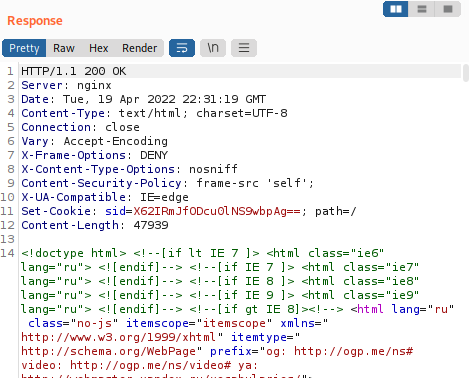 Response
Pretty Raw Hex Render \n
1 HTTP/1.1 200 OK
2 Server: nginx
3 Date: Tue, 19 Apr 2022 22:31:19 GMT
4 Content-Type: text/html; charset=UTF-8
5 Connection: close
6 Vary: Accept-Encoding
7 X-Frame-Options: DENY
8 X-Content-Type-Options: nosniff
9 Content-Security-Policy: frame-src 'self';
10 X-UA-Compatible: IE=edge
11 Set-Cookie: sid=X62IRmJfODcu0lNS9wbpAg==; path=/
12 Content-Length: 47939
13
14 <!doctype html> <!--[if lt IE 7 ]> <html class="ie6"
lang="ru"> <![endif]--> <!--[if IE 7 ]> <html class="ie7"
lang="ru"> <![endif]--> <!--[if IE 8 ]> <html class="ie8"
lang="ru"> <![endif]--> <!--[if IE 9 ]> <html class="ie9"
lang="ru"> <![endif]--> <!--[if gt IE 8]><!--> <html lang="ru"
class="no-js" itemscope="itemscope" xmlns="
http://www.w3.org/1999/xhtml" itemtype="
http://schema.org/WebPage" prefix="og: http://ogp.me/ns#
video: http://ogp.me/ns/video# ya: